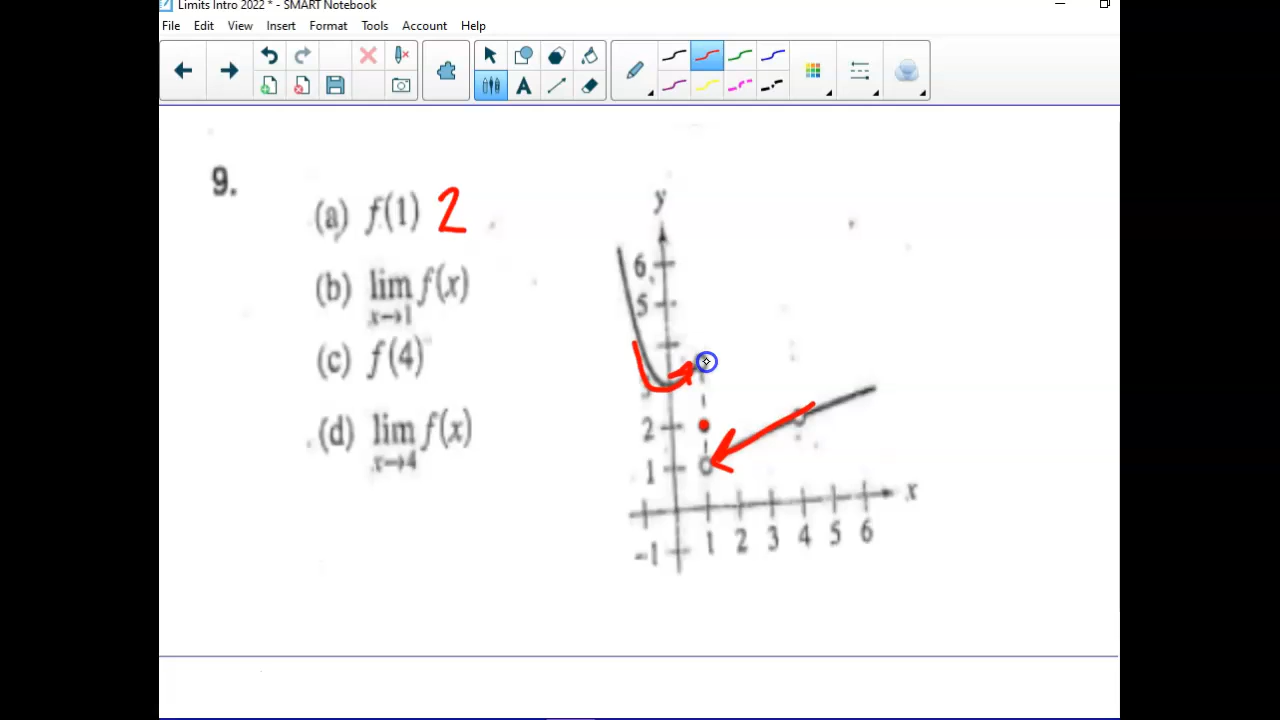 Limits Intro 2022 * - SMART Notebook
File Edit View Insert Format Tools Account Help
A
9.
(a) f(1) 2
(b) lim f(x)
x→1
(c) f(4)
(d) lim f(x)
x→4
y
6
5
3
2
1
-1
1 2 3 4 5 6
x